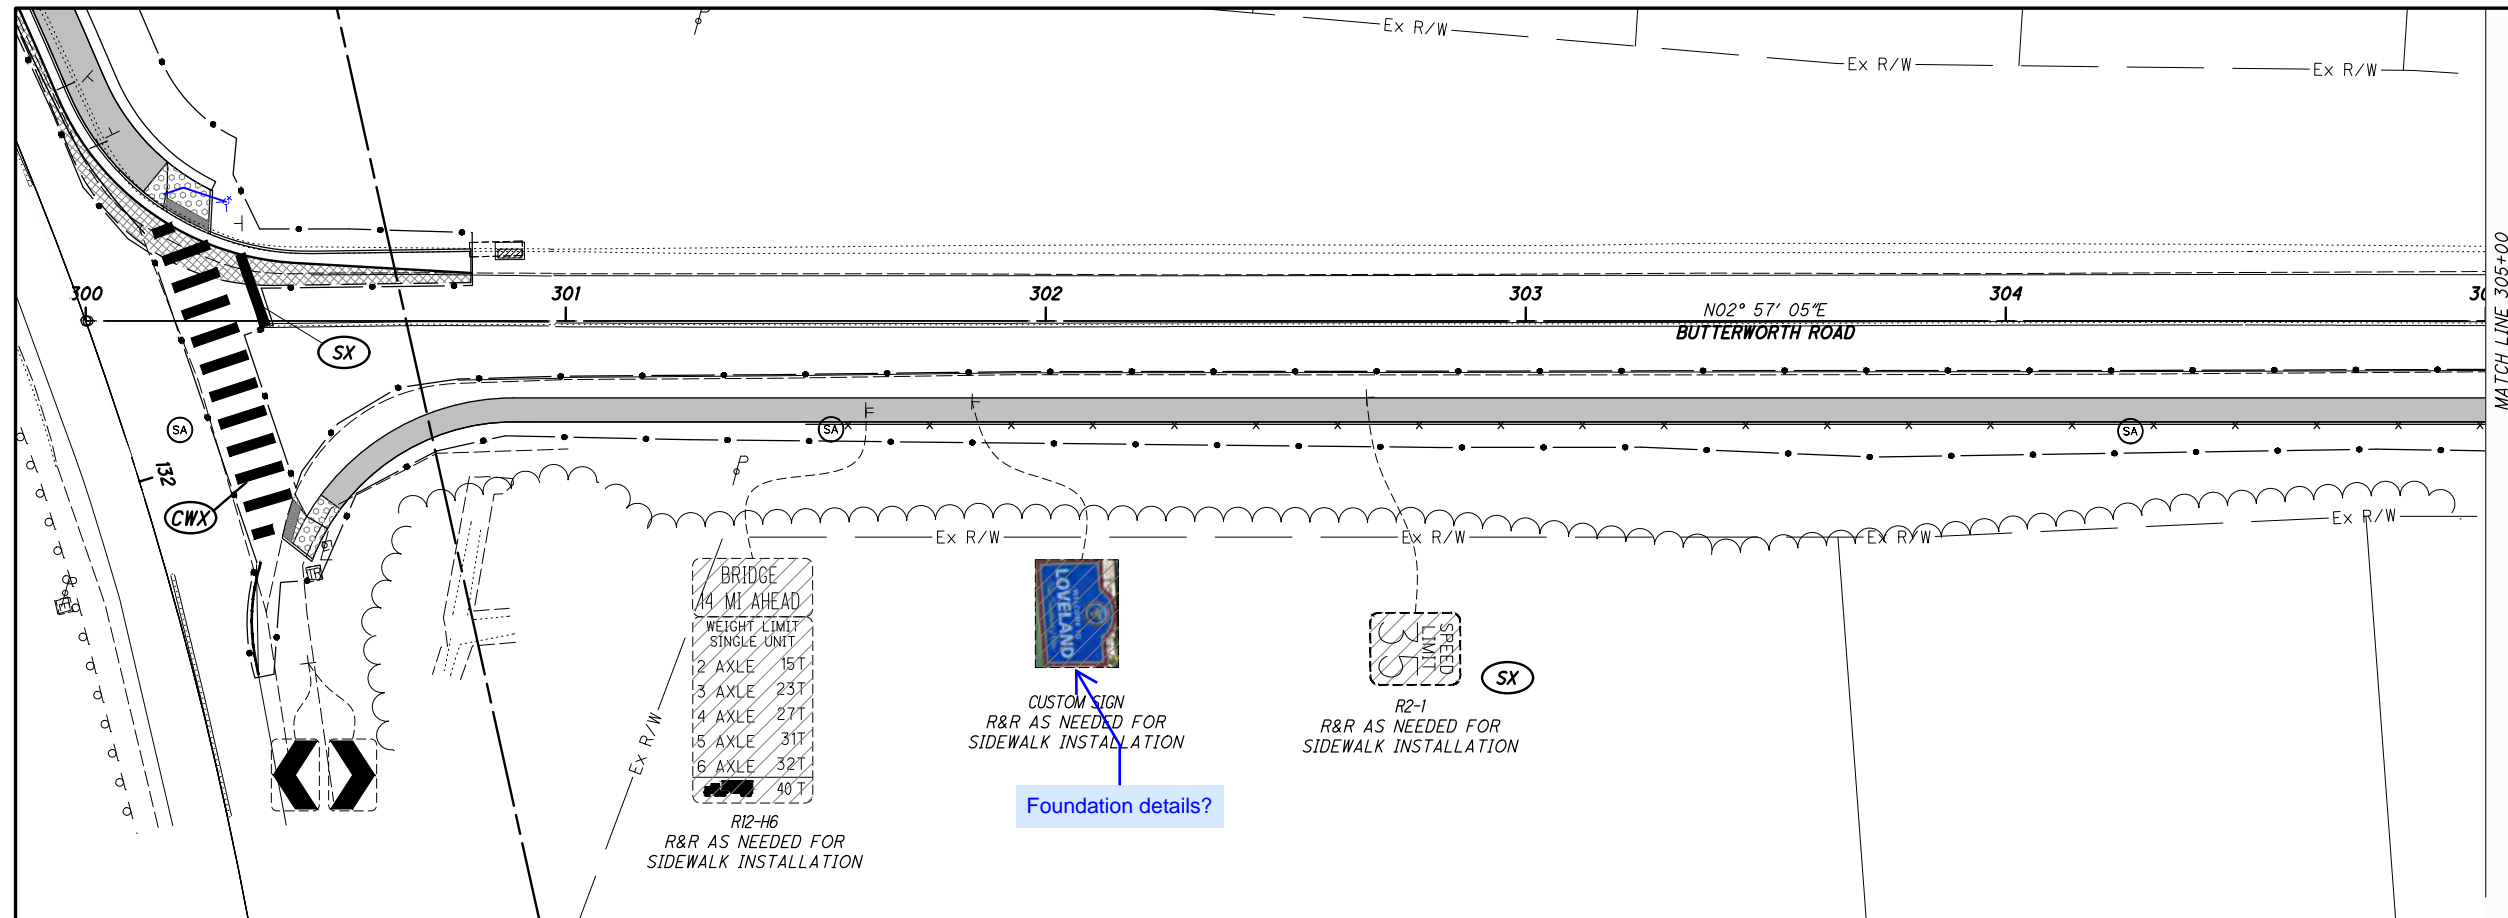 Ex R/W
Ex R/W
Ex R/W
300
301
302
303
304
30
N02° 57' 05"E
BUTTERWORTH ROAD
MATCH LINE 305+00
SX
SA
SA
SA
132
CWX
Ex R/W
Ex R/W
Ex R/W
Ex R/W
Ex R/W
E
TR
E
BRIDGE
14 MI AHEAD
WEIGHT LIMIT
SINGLE UNIT
2 AXLE 15T
3 AXLE 23T
4 AXLE 27T
5 AXLE 31T
6 AXLE 32T
40 T
R12-H6
R&R AS NEEDED FOR
SIDEWALK INSTALLATION
LOVELAND
CUSTOM SIGN
R&R AS NEEDED FOR
SIDEWALK INSTALLATION
Foundation details?
SPEED
LIMIT
35
R2-1
R&R AS NEEDED FOR
SIDEWALK INSTALLATION
SX